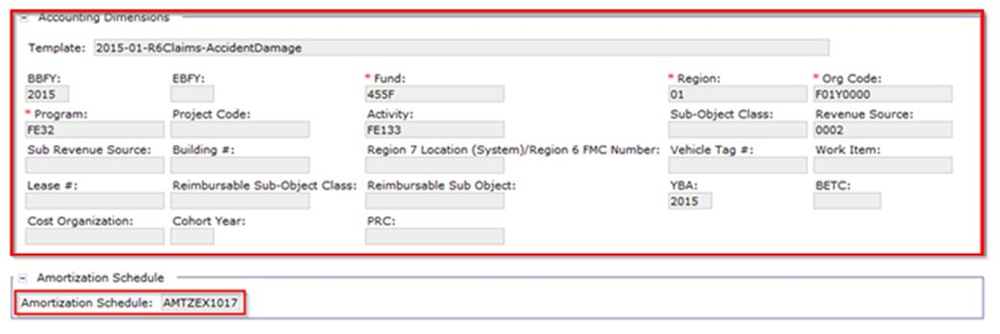 Accounting Dimensions
Template: 2015-01-R6Claims-AccidentDamage
BBFY: EBFY: * Fund: * Region: * Org Code:
2015 455F 01 F01Y0000
* Program: Project Code: Activity: Sub-Object Class: Revenue Source:
FE32 FE133 0002
Sub Revenue Source: Building #: Region 7 Location (System)/Region 6 FMC Number: Vehicle Tag #: Work Item:
Lease #: Reimbursable Sub-Object Class: Reimbursable Sub Object: YBA: BETC:
2015
Cost Organization: Cohort Year: PRC:
Amortization Schedule
Amortization Schedule: AMTZEX1017